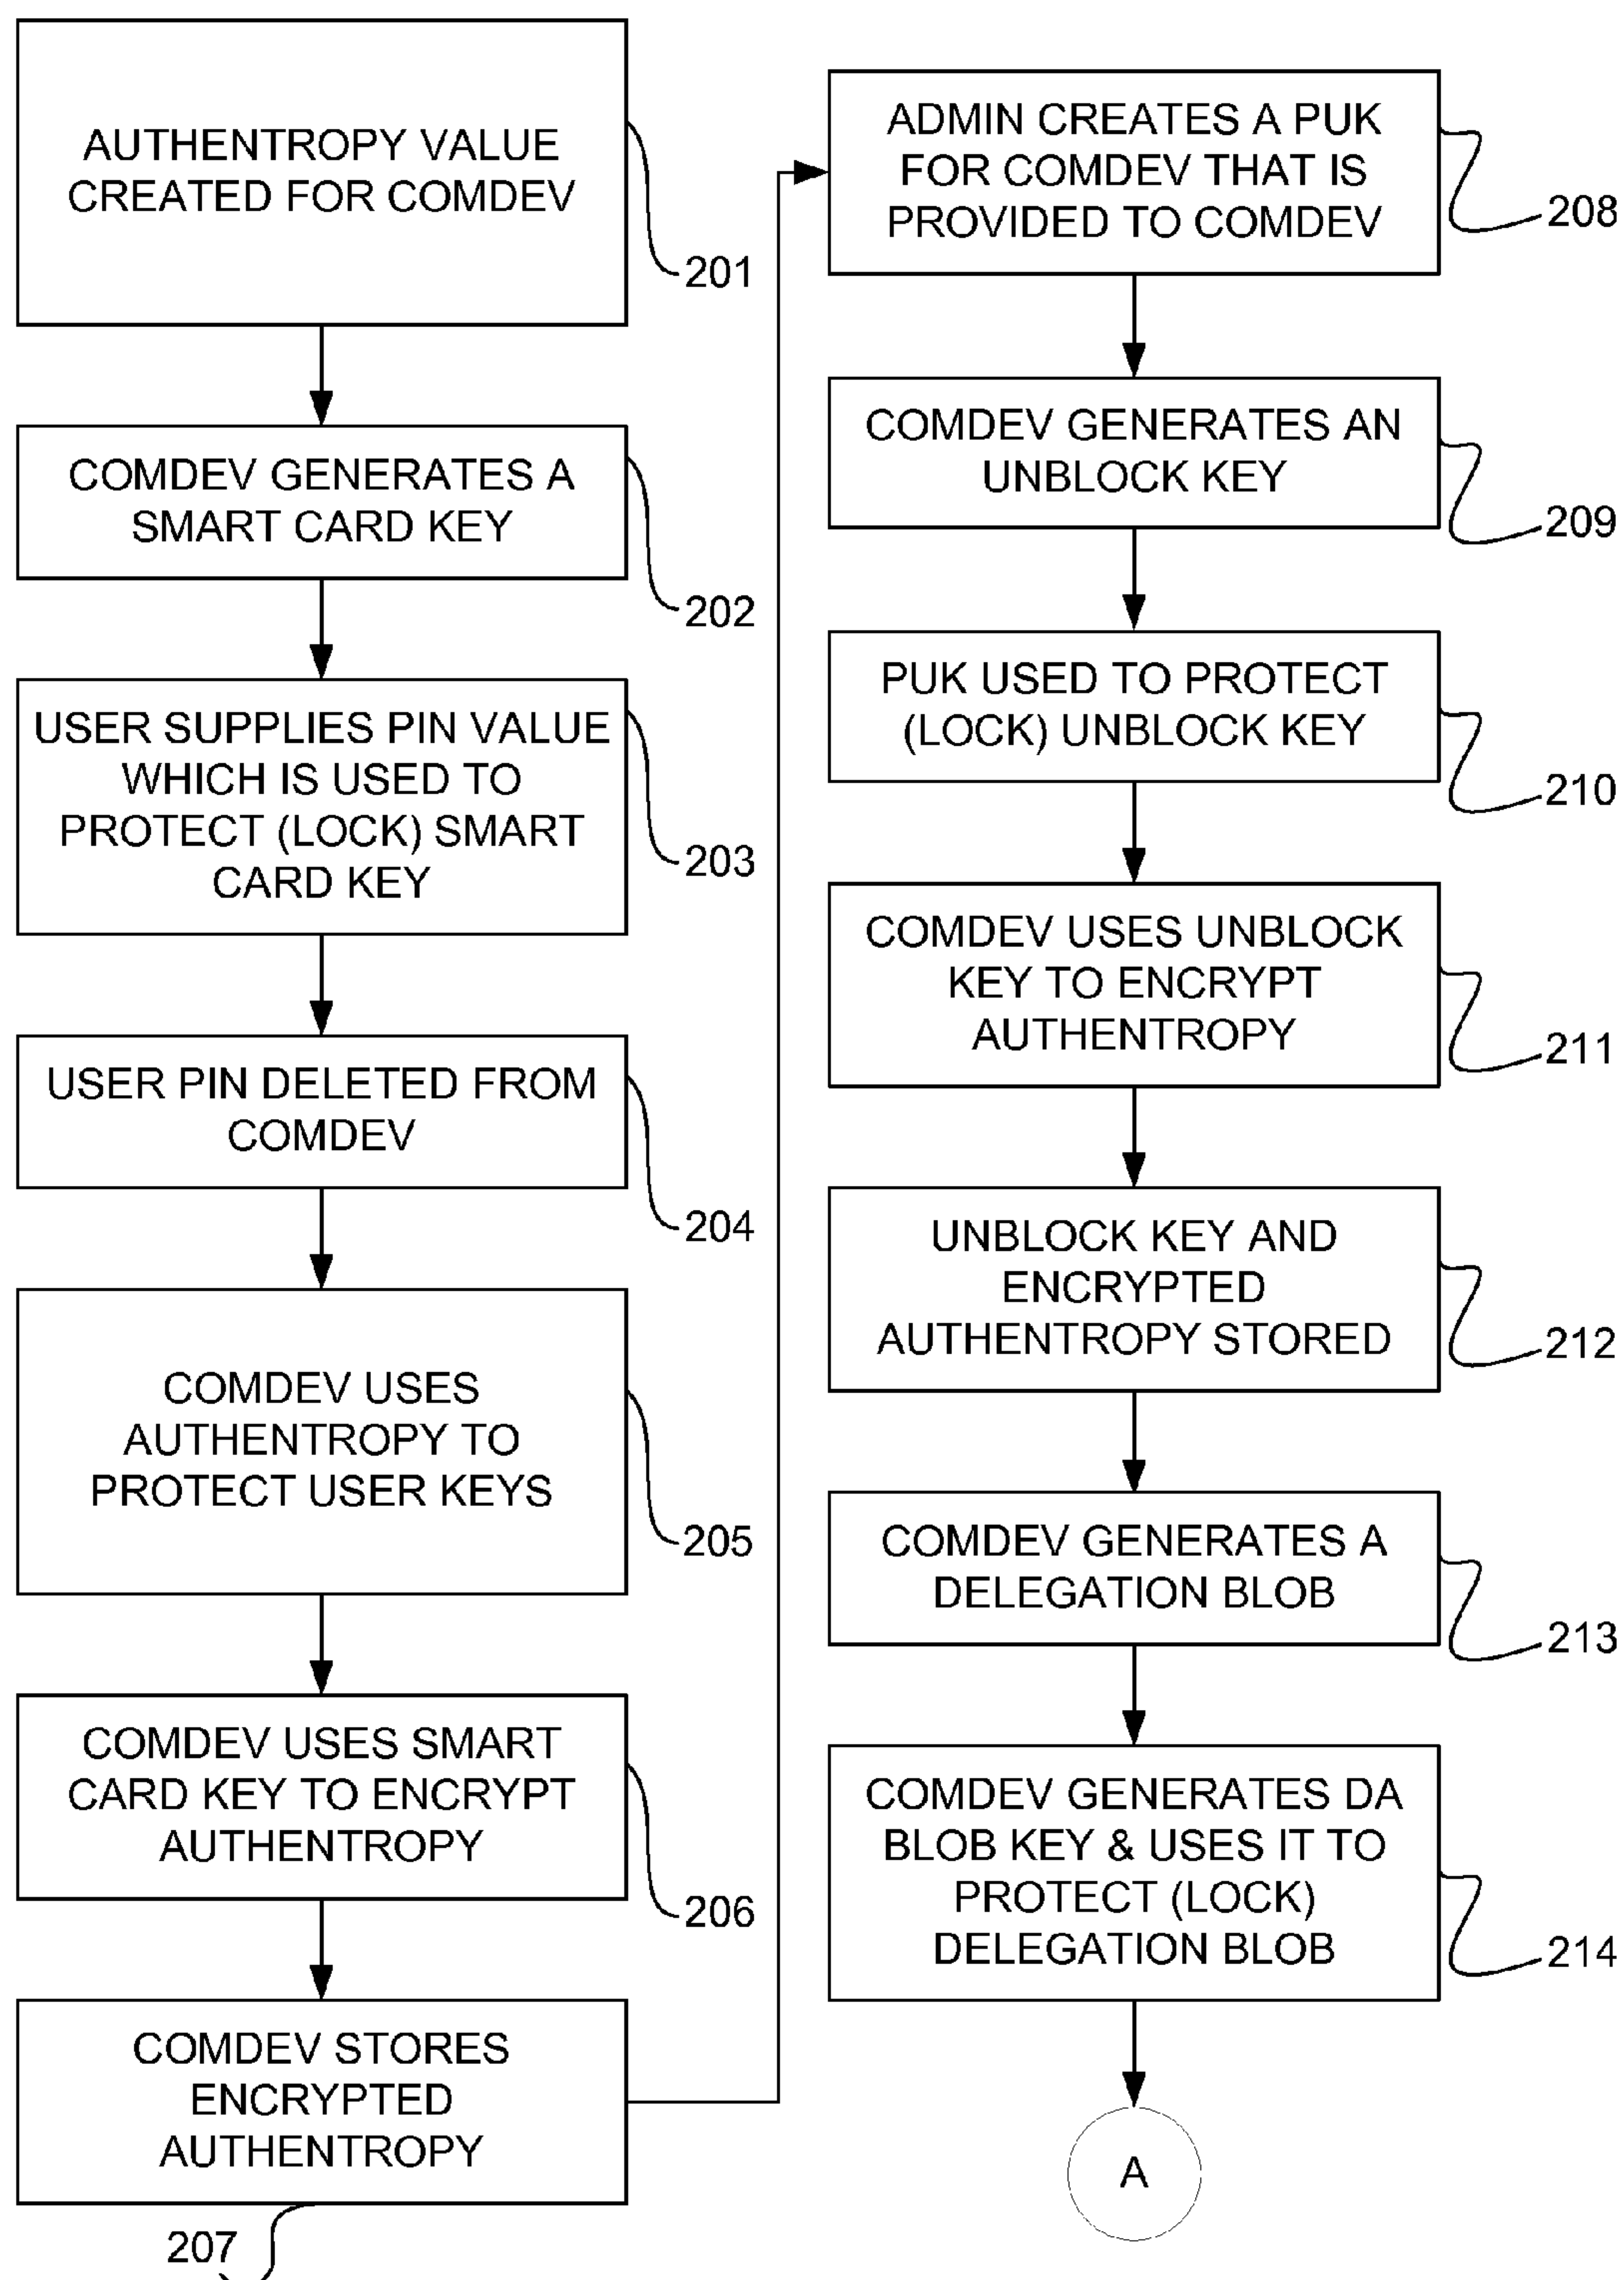 AUTHENTROPY VALUE
CREATED FOR COMDEV
201
COMDEV GENERATES A
SMART CARD KEY
202
USER SUPPLIES PIN VALUE
WHICH IS USED TO
PROTECT (LOCK) SMART
CARD KEY
203
USER PIN DELETED FROM
COMDEV
204
COMDEV USES
AUTHENTROPY TO
PROTECT USER KEYS
205
COMDEV USES SMART
CARD KEY TO ENCRYPT
AUTHENTROPY
206
COMDEV STORES
ENCRYPTED
AUTHENTROPY
207
ADMIN CREATES A PUK
FOR COMDEV THAT IS
PROVIDED TO COMDEV
208
COMDEV GENERATES AN
UNBLOCK KEY
209
PUK USED TO PROTECT
(LOCK) UNBLOCK KEY
210
COMDEV USES UNBLOCK
KEY TO ENCRYPT
AUTHENTROPY
211
UNBLOCK KEY AND
ENCRYPTED
AUTHENTROPY STORED
212
COMDEV GENERATES A
DELEGATION BLOB
213
COMDEV GENERATES DA
BLOB KEY & USES IT TO
PROTECT (LOCK)
DELEGATION BLOB
214
A